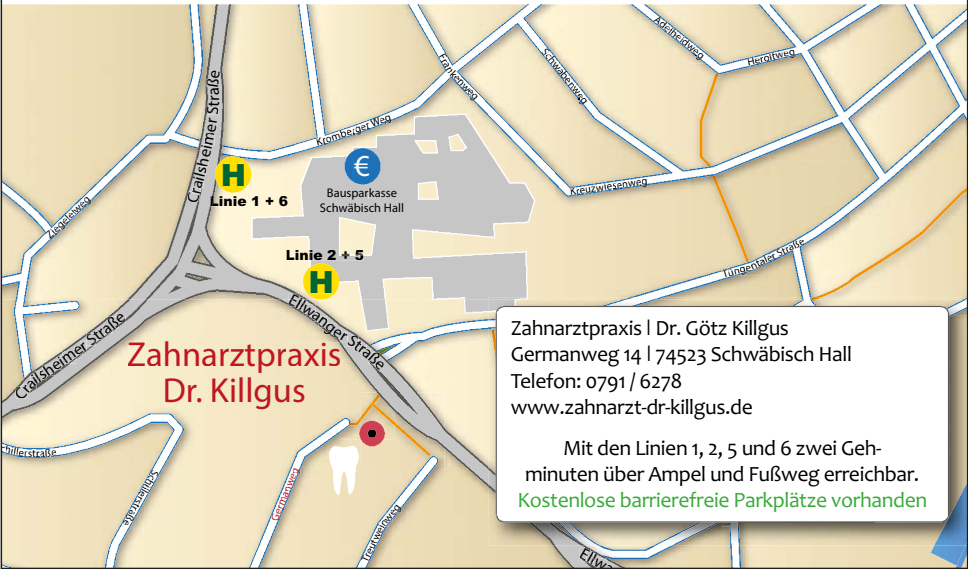 Adelheidweg
Heroltweg
Schwabenweg
Frankenweg
Crailsheimer Straße
Kromberger Weg
H
Linie 1 + 6
€
Bausparkasse
Schwäbisch Hall
Kreuzwiesenweg
Ziegeleiweg
Linie 2 + 5
H
Tüngentaler Straße
Ellwanger Straße
Crailsheimer Straße
Zahnarztpraxis
Dr. Killgus
Zahnarztpraxis | Dr. Götz Killgus
Germanweg 14 | 74523 Schwäbisch Hall
Telefon: 0791 / 6278
www.zahnarzt-dr-killgus.de
Mit den Linien 1, 2, 5 und 6 zwei Geh-
minuten über Ampel und Fußweg erreichbar.
Kostenlose barrierefreie Parkplätze vorhanden
chillerstraße
Schillerstraße
Germanweg
Treutweinweg
Ellwa